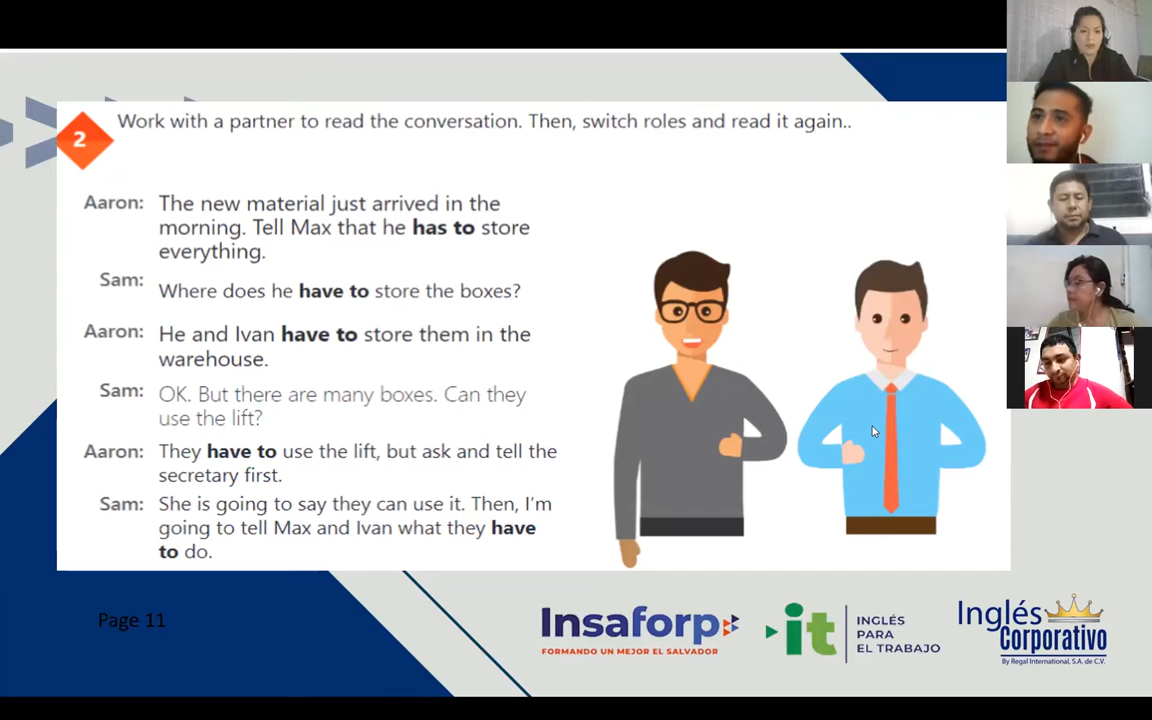 2
Work with a partner to read the conversation. Then, switch roles and read it again..
Aaron: The new material just arrived in the
morning. Tell Max that he has to store
everything.
Sam: Where does he have to store the boxes?
Aaron: He and Ivan have to store them in the
warehouse.
Sam: OK. But there are many boxes. Can they
use the lift?
Aaron: They have to use the lift, but ask and tell the
secretary first.
Sam: She is going to say they can use it. Then, I'm
going to tell Max and Ivan what they have
to do.
Page 11
Insaforp
FORMANDO UN MEJOR EL SALVADOR
it
INGLÉS
PARA
EL TRABAJO
Inglés
Corporativo
By Regal International, S.A. de C.V.